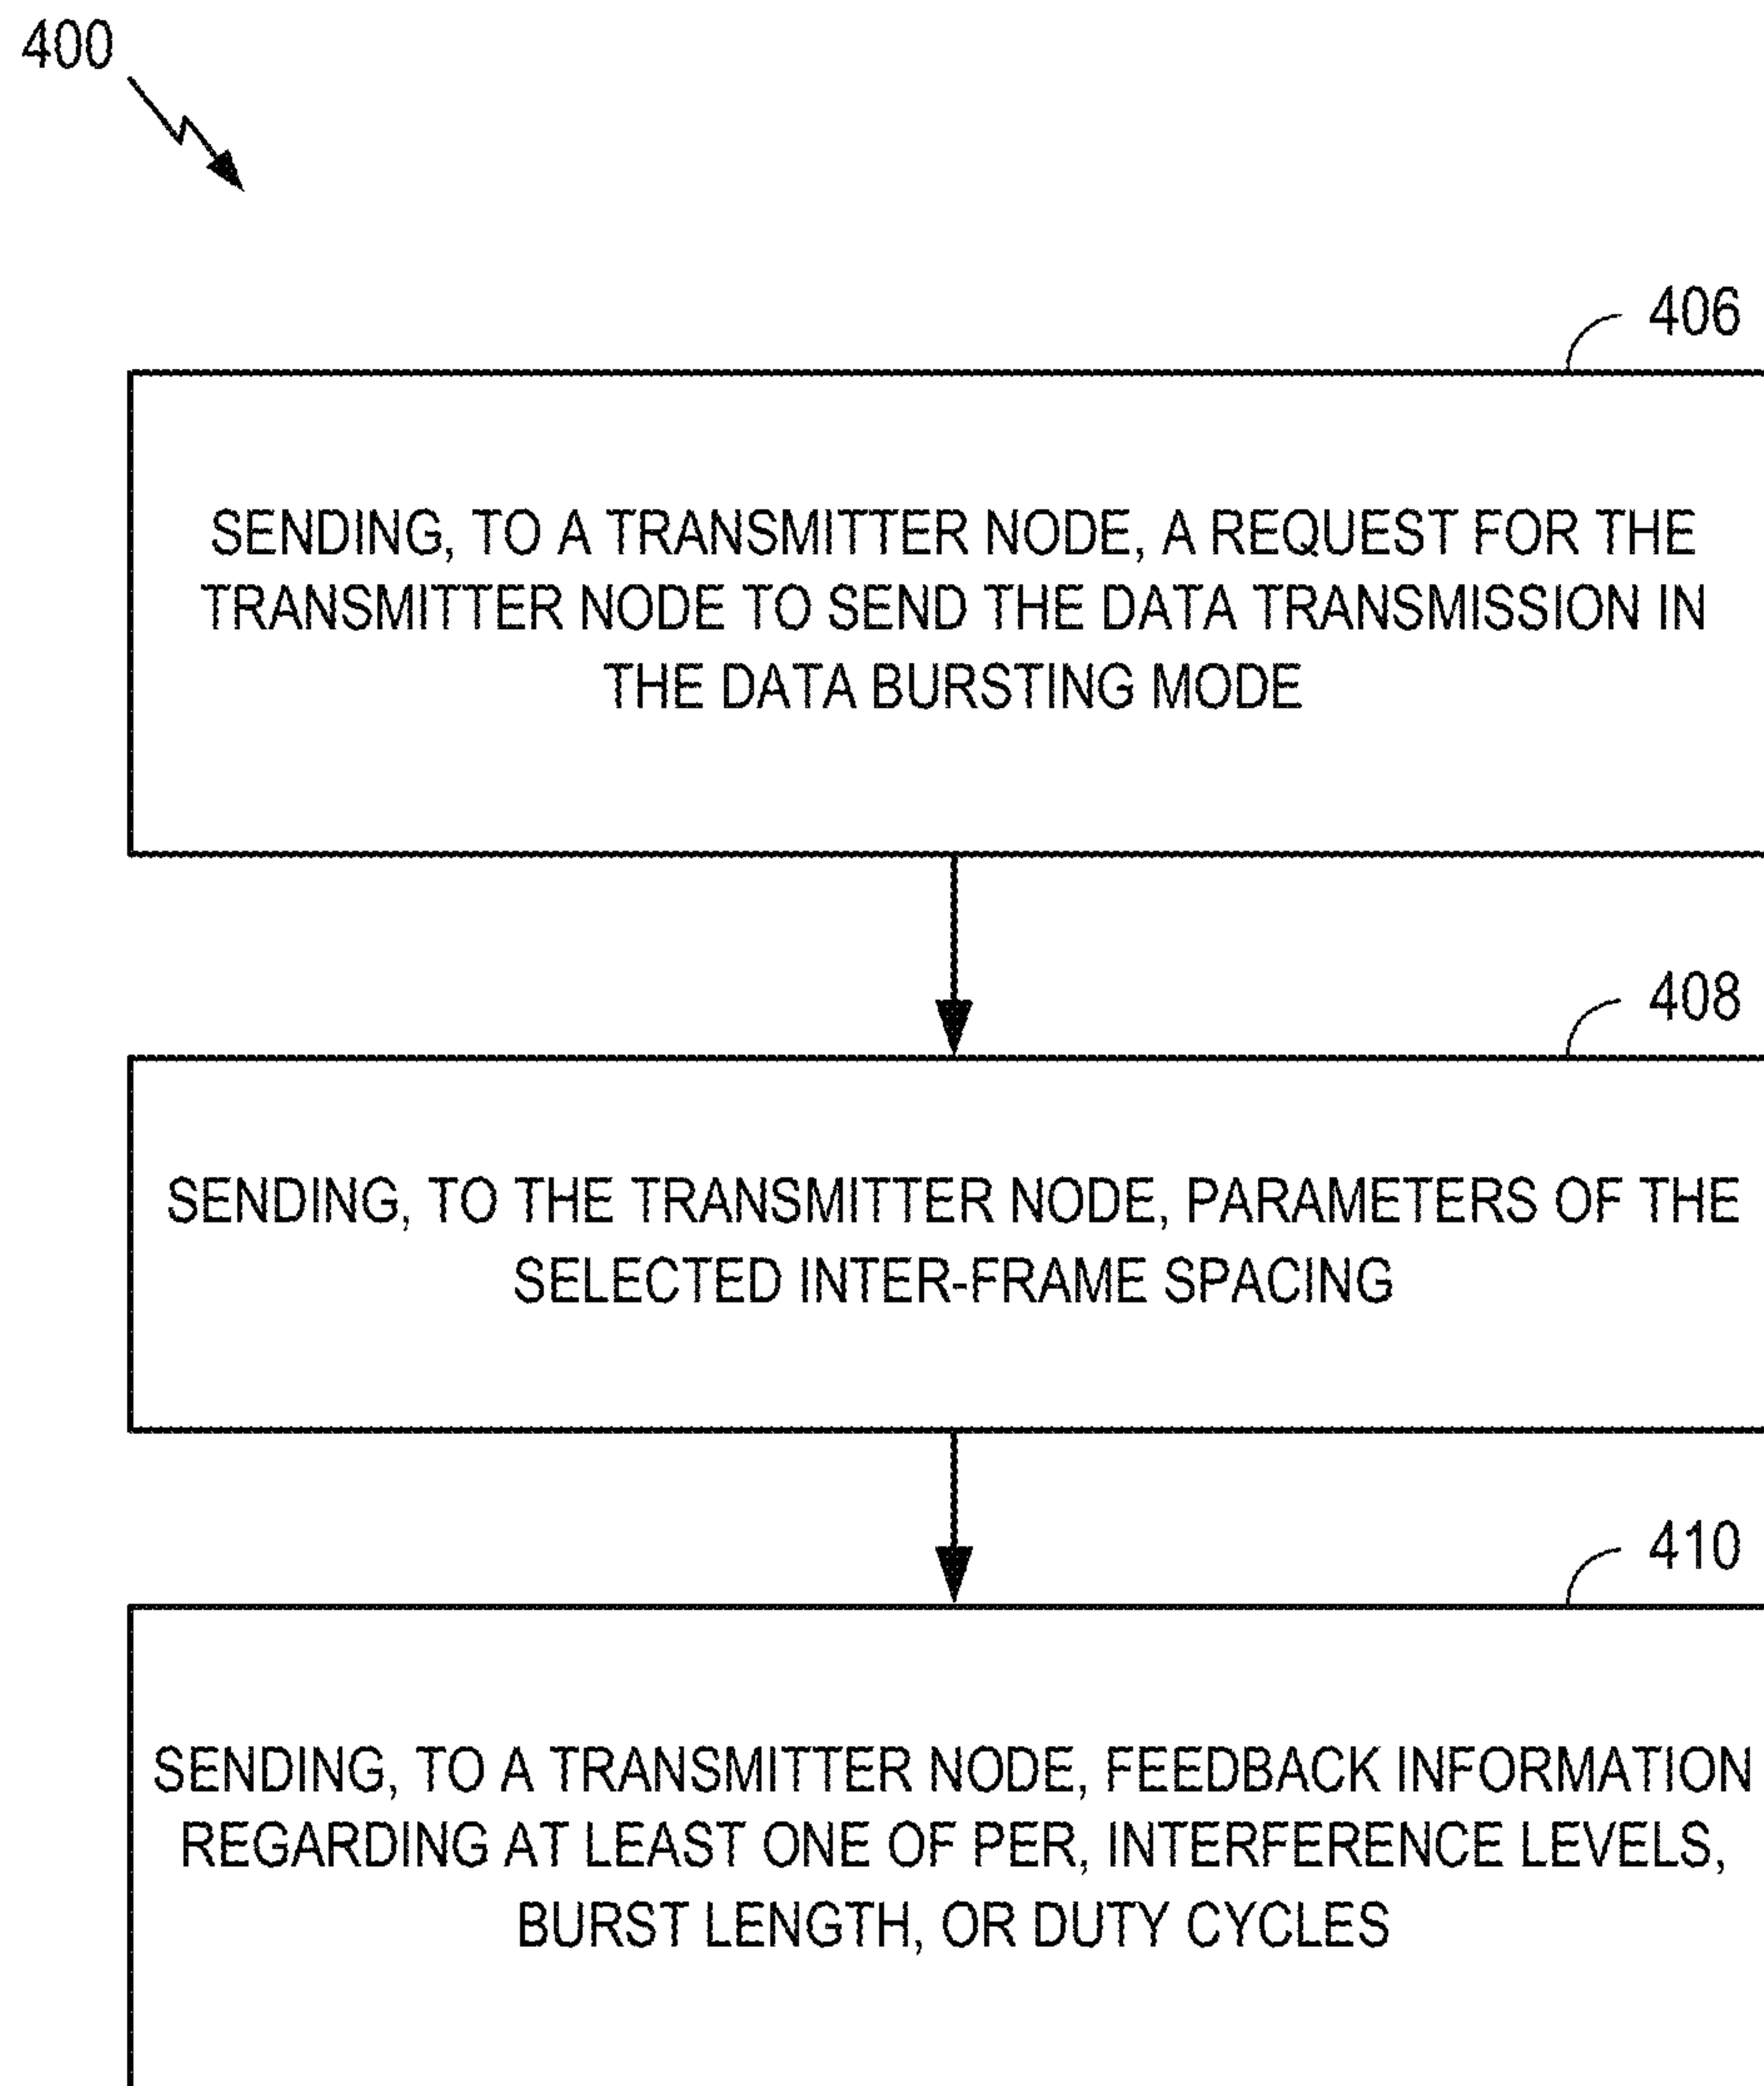 400
406
SENDING, TO A TRANSMITTER NODE, A REQUEST FOR THE
TRANSMITTER NODE TO SEND THE DATA TRANSMISSION IN
THE DATA BURSTING MODE
408
SENDING, TO THE TRANSMITTER NODE, PARAMETERS OF THE
SELECTED INTER-FRAME SPACING
410
SENDING, TO A TRANSMITTER NODE, FEEDBACK INFORMATION
REGARDING AT LEAST ONE OF PER, INTERFERENCE LEVELS,
BURST LENGTH, OR DUTY CYCLES